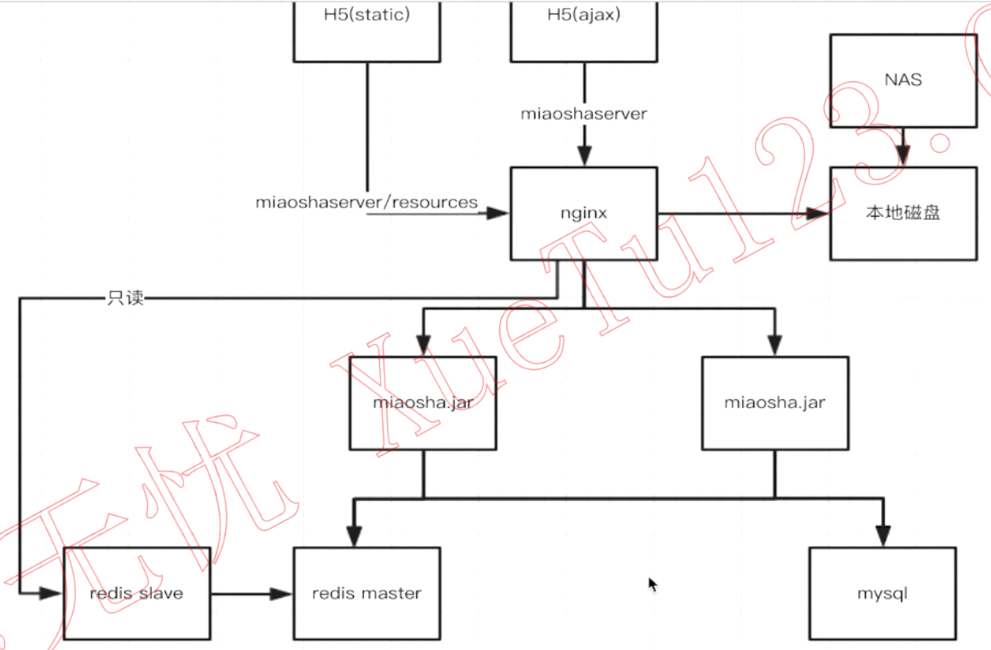 H5(static)
H5(ajax)
NAS
miaoshaserver
miaoshaserver/resources
nginx
本地磁盘
只读
miaosha.jar
miaosha.jar
redis slave
redis master
mysql
无忧 XueTu123.